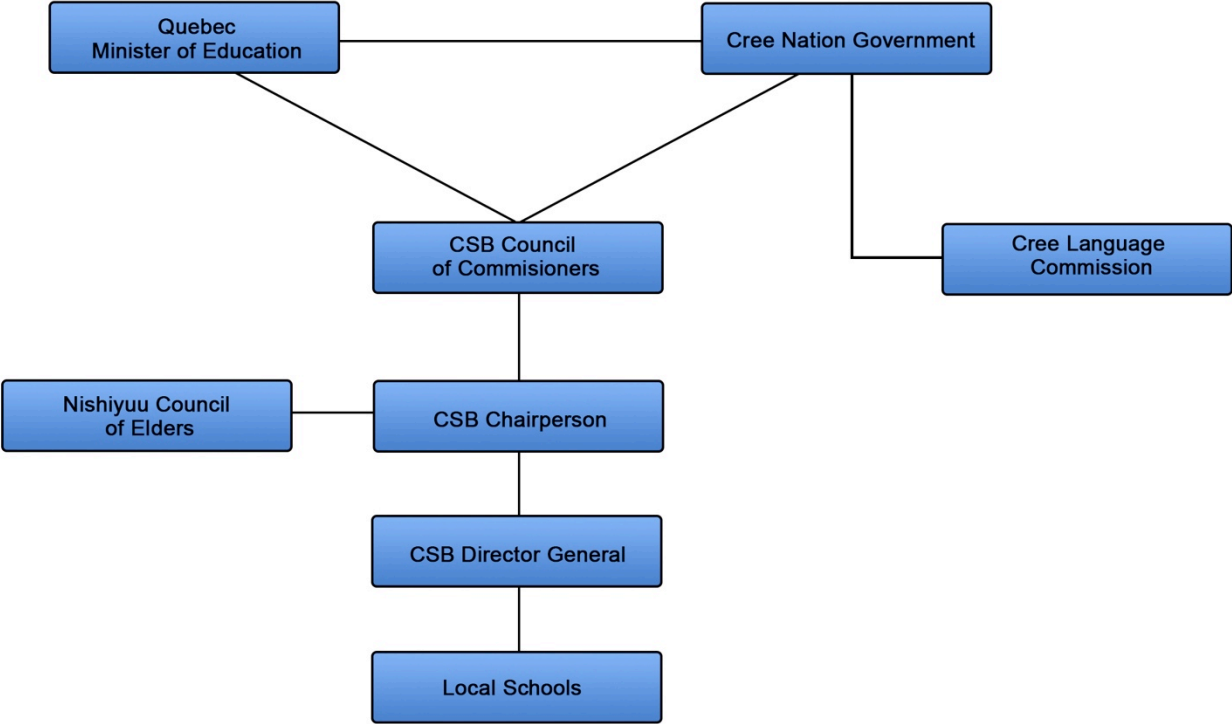 Quebec
Minister of Education
Cree Nation Government
CSB Council
of Commisioners
Cree Language
Commission
Nishiyuu Council
of Elders
CSB Chairperson
CSB Director General
Local Schools